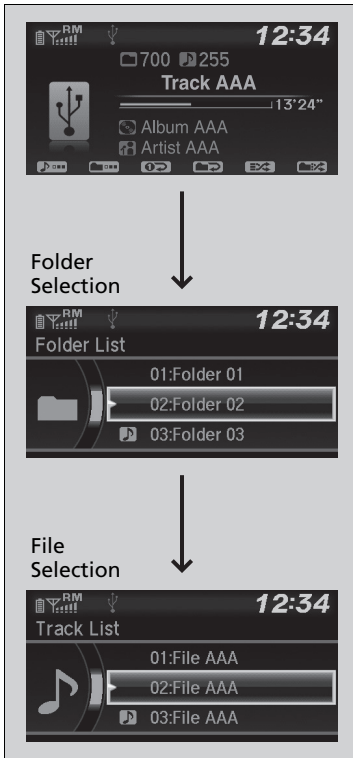 RM 12:34
700 255
Track AAA
13'24"
Album AAA
Artist AAA
Folder
Selection
RM 12:34
Folder List
01:Folder 01
02:Folder 02
03:Folder 03
File
Selection
RM 12:34
Track List
01:File AAA
02:File AAA
03:File AAA